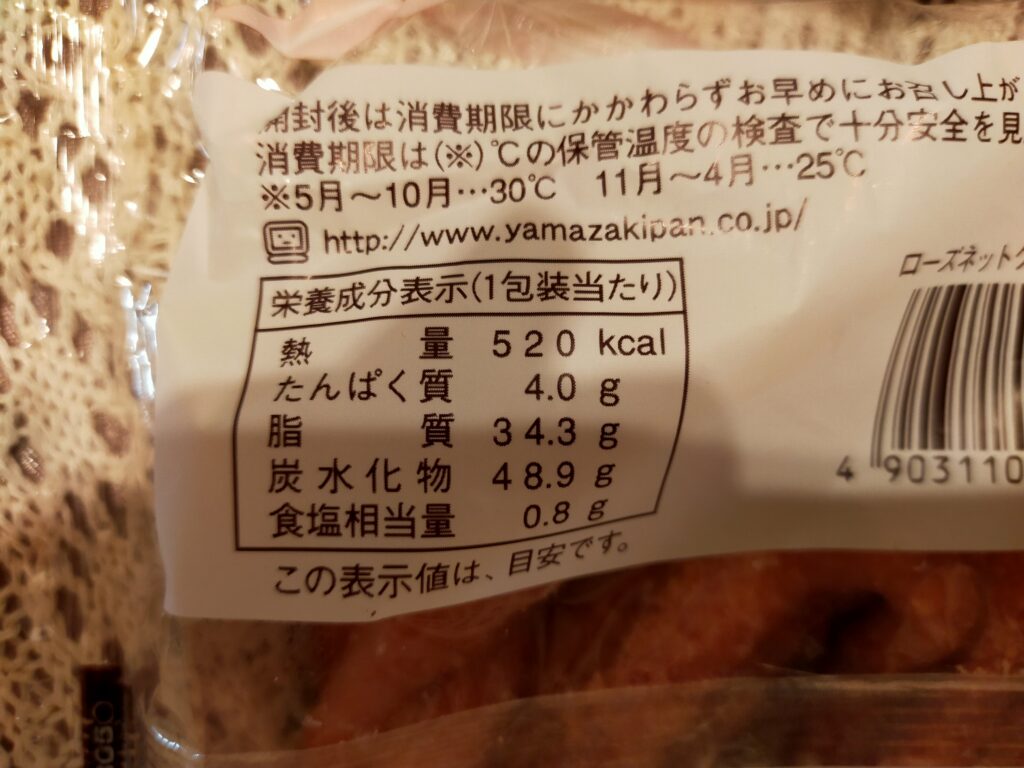 開封後は消費期限にかかわらずお早めにお召し上が
消費期限は(※)℃の保管温度の検査で十分安全を見
※5月〜10月…30℃ 11月〜4月…25℃
http://www.yamazakipan.co.jp/
ローズネットク
栄養成分表示(1包装当たり)
熱量 520 kcal
たんぱく質 4.0 g
脂質 34.3 g
炭水化物 48.9 g
食塩相当量 0.8 g
この表示値は、目安です。
4 903110